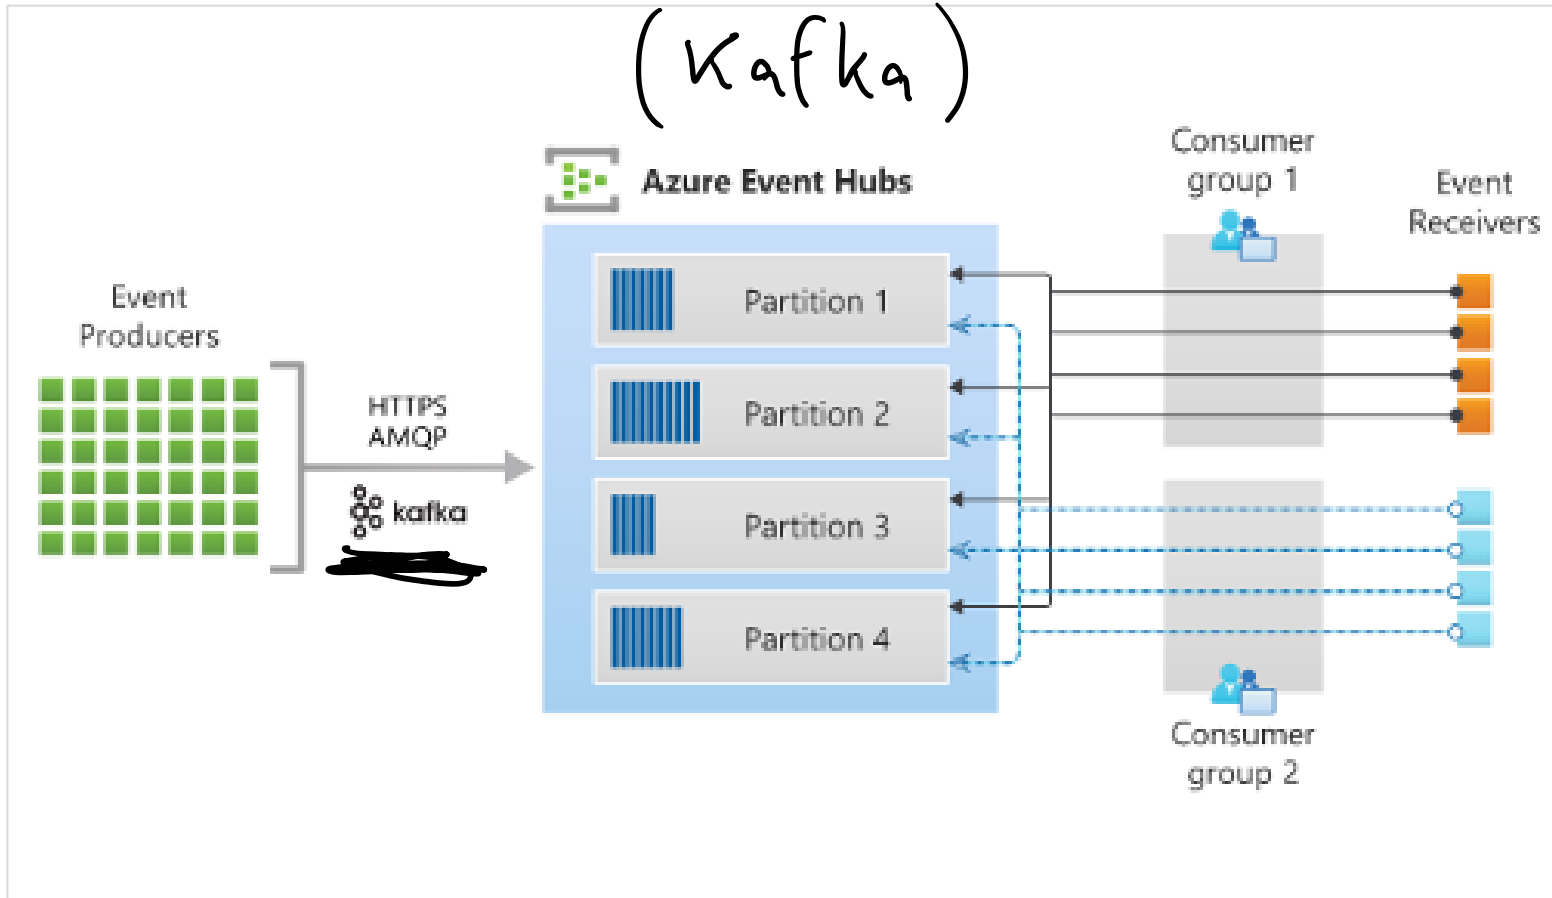 (Kafka)
Azure Event Hubs
Event
Producers
HTTPS
AMQP
kafka
Partition 1
Partition 2
Partition 3
Partition 4
Consumer
group 1
Event
Receivers
Consumer
group 2